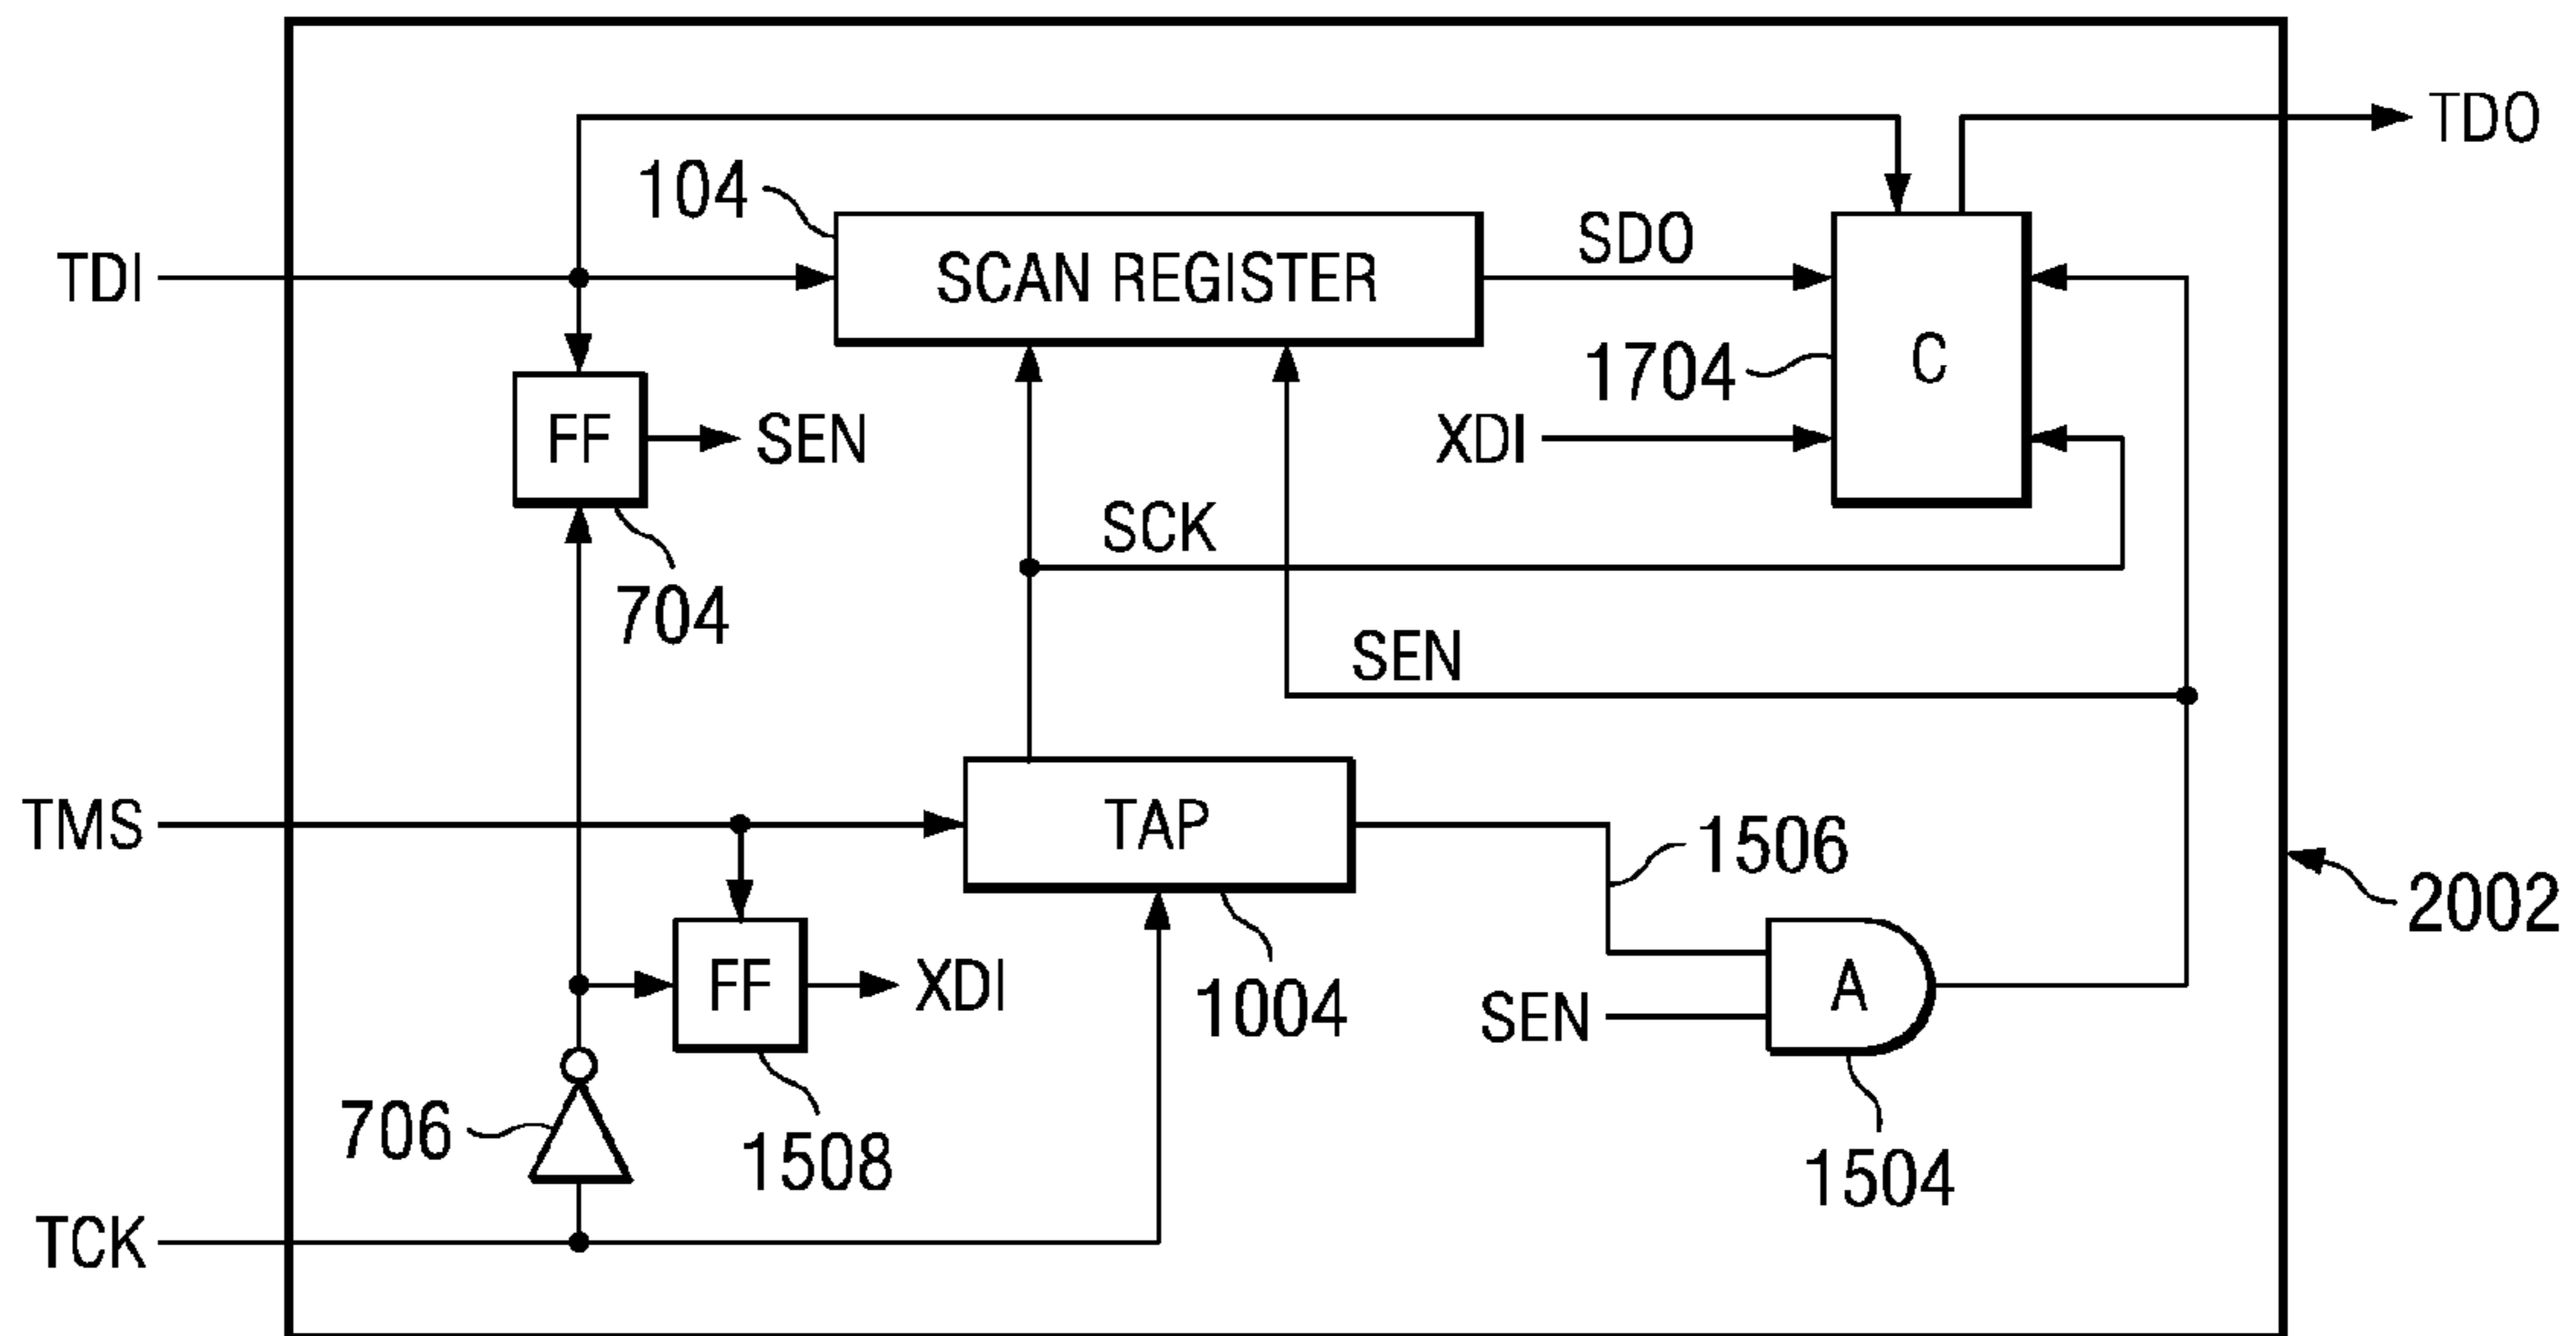 TDO
104
TDI
SCAN REGISTER
SDO
1704
C
FF
SEN
XDI
SCK
704
SEN
TMS
TAP
1506
2002
FF
XDI
1004
SEN
A
706
1508
1504
TCK